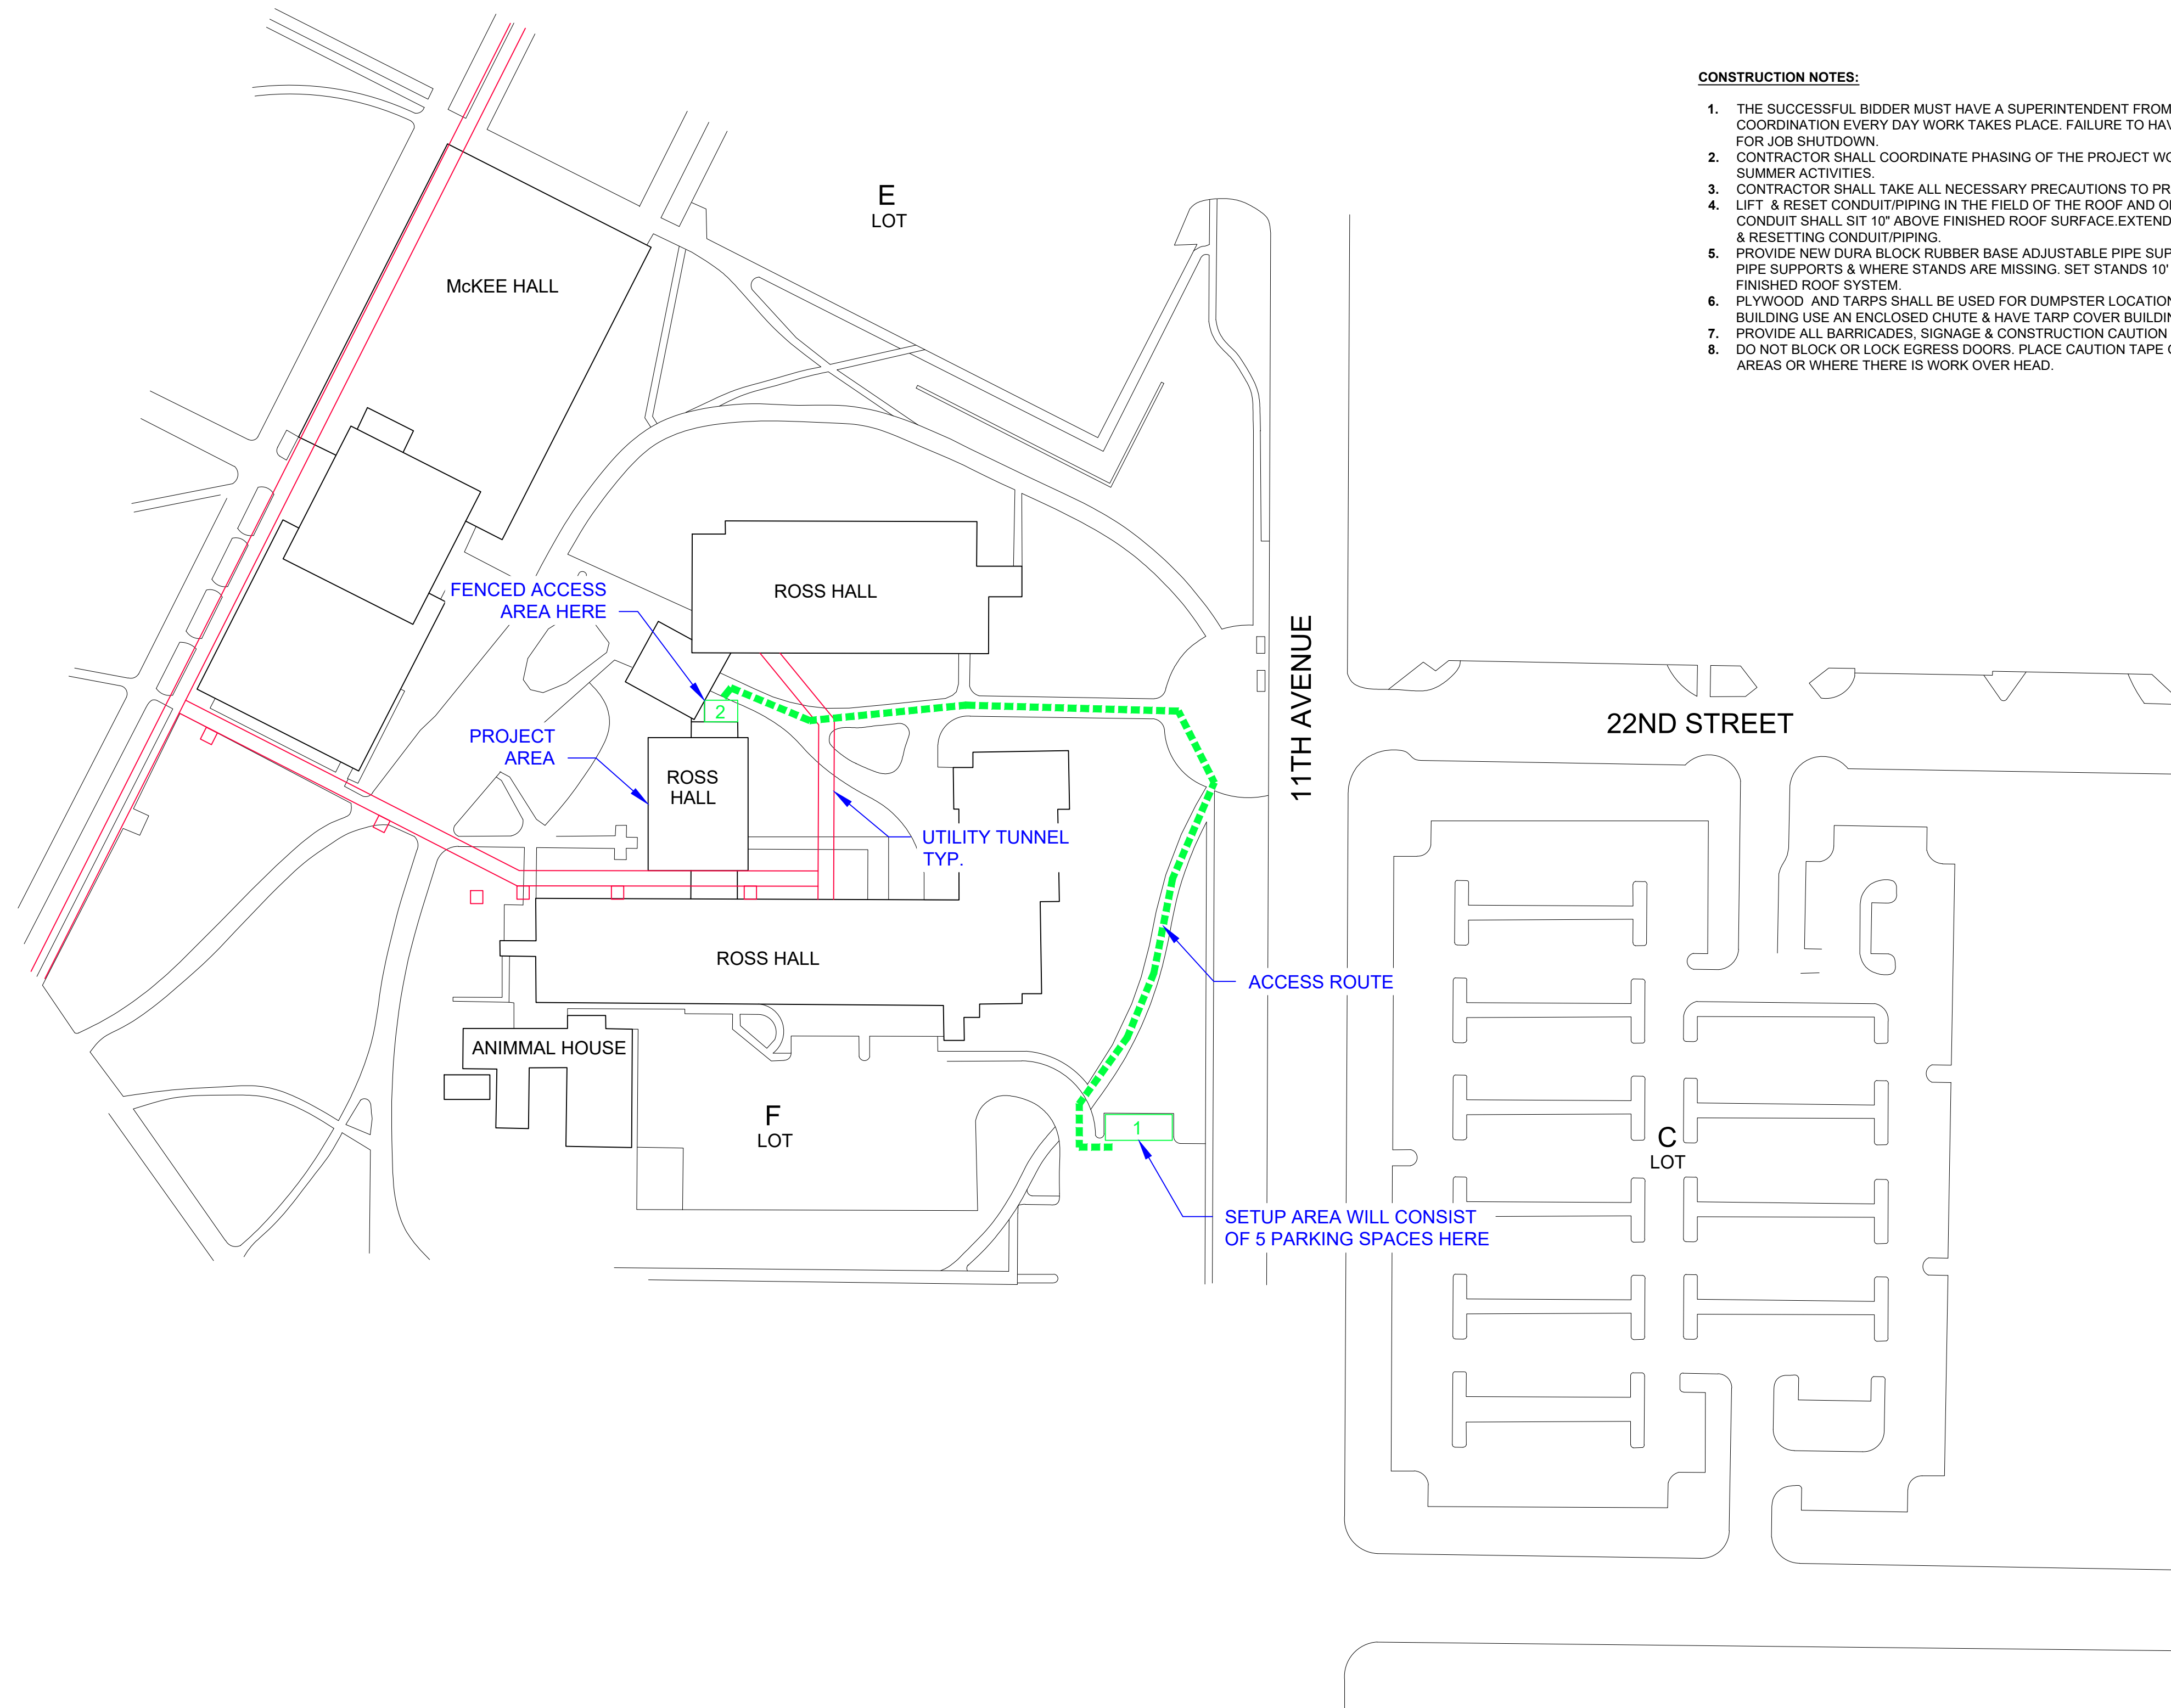 CONSTRUCTION NOTES:
1. THE SUCCESSFUL BIDDER MUST HAVE A SUPERINTENDENT FROM
COORDINATION EVERY DAY WORK TAKES PLACE. FAILURE TO
FOR JOB SHUTDOWN.
2. CONTRACTOR SHALL COORDINATE PHASING OF THE PROJECT
SUMMER ACTIVITIES.
3. CONTRACTOR SHALL TAKE ALL NECESSARY PRECAUTIONS TO
4. LIFT & RESET CONDUIT/PIPING IN THE FIELD OF THE ROOF AND
CONDUIT SHALL SIT 10" ABOVE FINISHED ROOF SURFACE.EXTEND
& RESETTING CONDUIT/PIPING.
5. PROVIDE NEW DURA BLOCK RUBBER BASE ADJUSTABLE PIPE
PIPE SUPPORTS & WHERE STANDS ARE MISSING. SET STANDS 10'
FINISHED ROOF SYSTEM.
6. PLYWOOD AND TARPS SHALL BE USED FOR DUMPSTER
BUILDING USE AN ENCLOSED CHUTE & HAVE TARP COVER
7. PROVIDE ALL BARRICADES, SIGNAGE & CONSTRUCTION CAUTION
8. DO NOT BLOCK OR LOCK EGRESS DOORS. PLACE CAUTION TAPE
AREAS OR WHERE THERE IS WORK OVER HEAD.
E
LOT
McKEE HALL
FENCED ACCESS
AREA HERE
ROSS HALL
2
PROJECT
AREA
ROSS
HALL
UTILITY TUNNEL
TYP.
11TH AVENUE
22ND STREET
ROSS HALL
ACCESS ROUTE
ANIMMAL HOUSE
F
LOT
1
C
LOT
SETUP AREA WILL CONSIST
OF 5 PARKING SPACES HERE